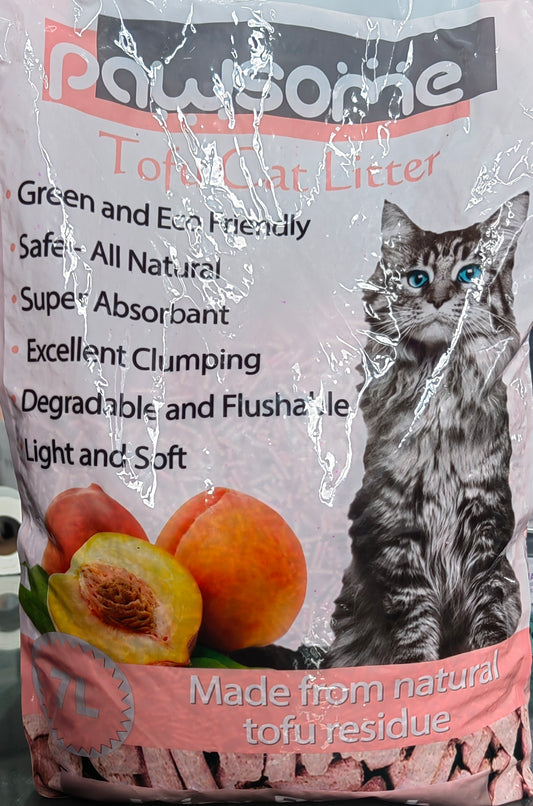 pawsome
Tofu Cat Litter
• Green and Eco Friendly
• Safe - All Natural
• Super Absorbant
• Excellent Clumping
• Degradable and Flushable
Light and Soft
7L
Made from natural
tofu residue